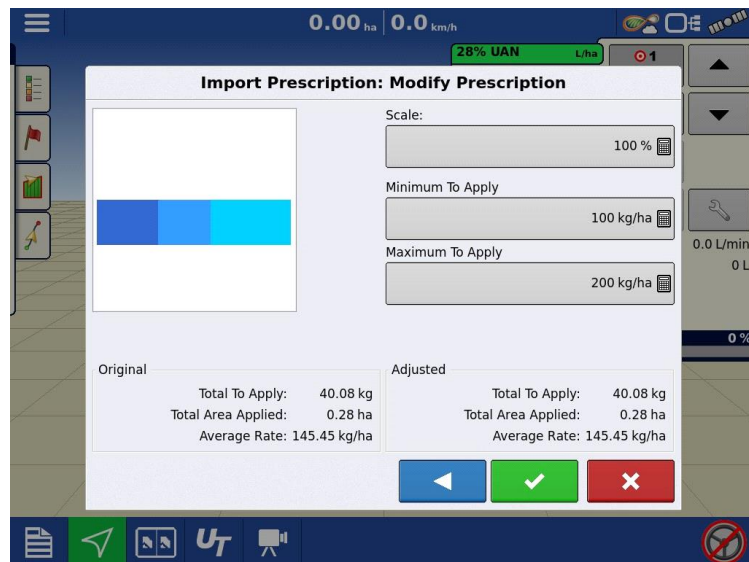 0.00 ha 0.0 km/h
28% UAN L/ha
1
Import Prescription: Modify Prescription
Scale:
100 %
Minimum To Apply
100 kg/ha
Maximum To Apply
200 kg/ha
0.0 L/min
0 L
0 %
Original
Total To Apply: 40.08 kg
Total Area Applied: 0.28 ha
Average Rate: 145.45 kg/ha
Adjusted
Total To Apply: 40.08 kg
Total Area Applied: 0.28 ha
Average Rate: 145.45 kg/ha
UT